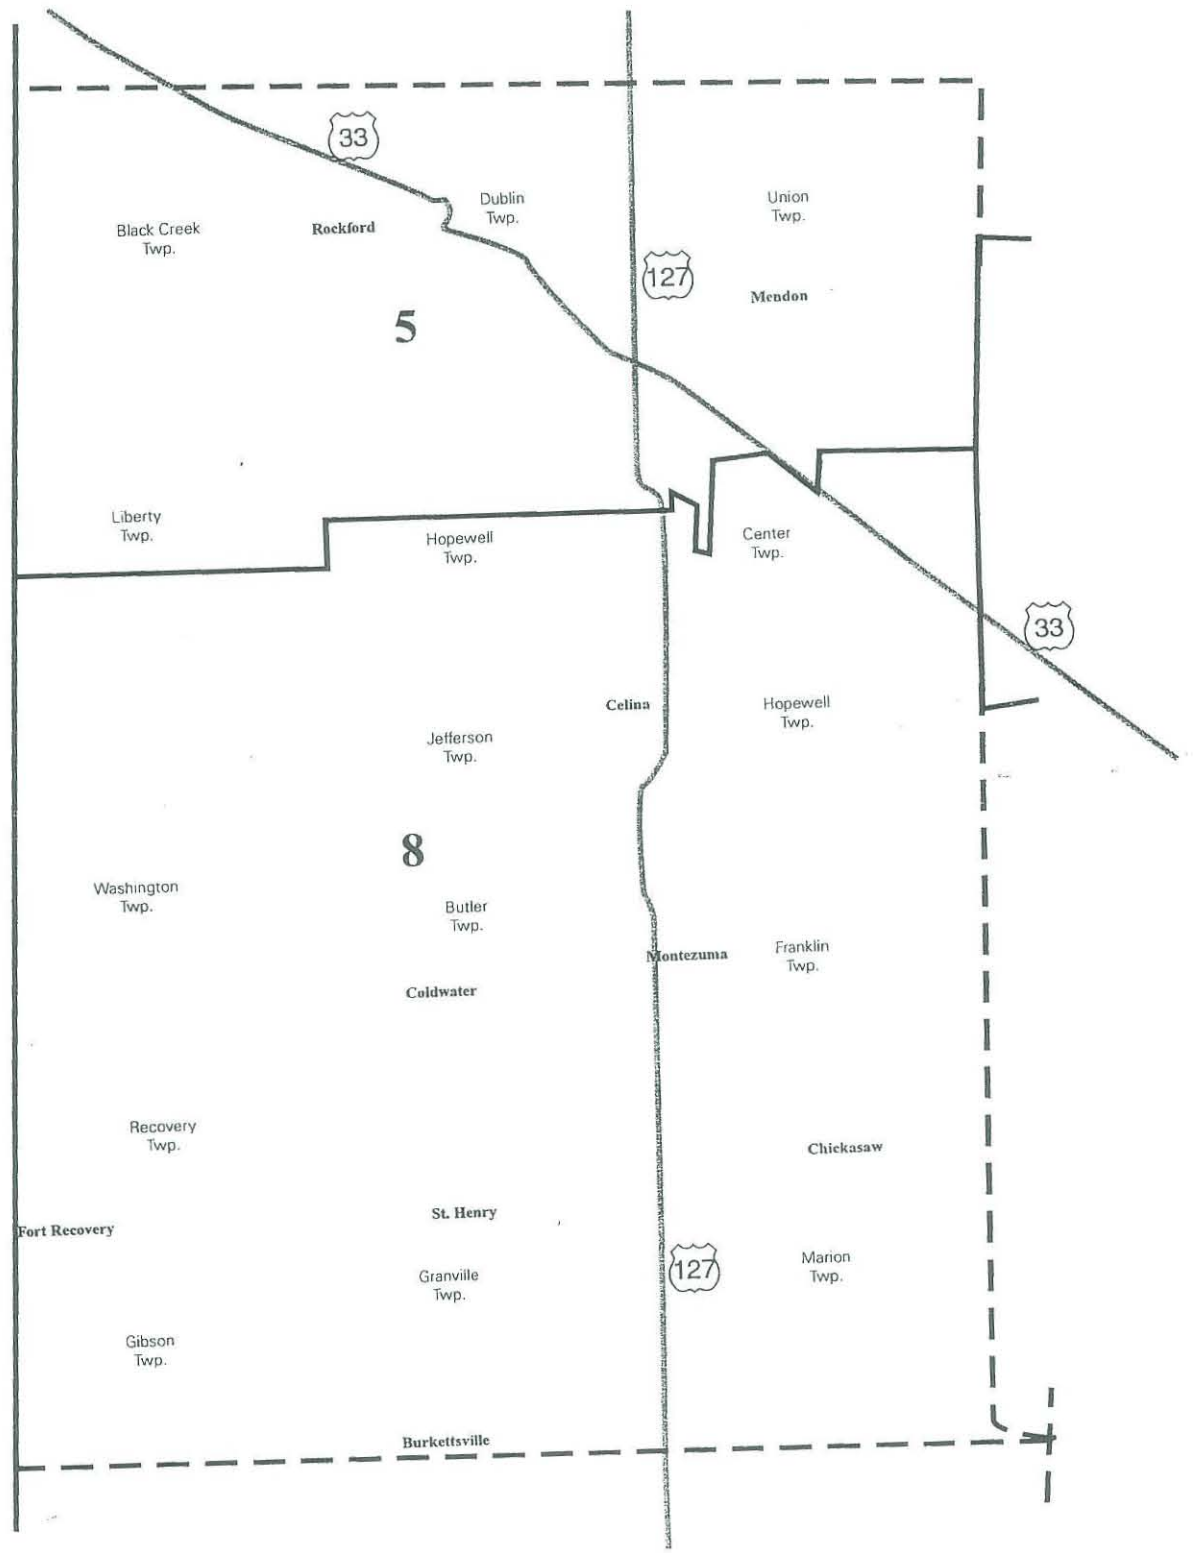 33
Dublin
Twp.
Union
Twp.
Black Creek
Twp.
Rockford
127
Mendon
5
Liberty
Twp.
Hopewell
Twp.
Center
Twp.
33
Celina
Hopewell
Twp.
Jefferson
Twp.
8
Washington
Twp.
Butler
Twp.
Montezuma
Franklin
Twp.
Coldwater
Recovery
Twp.
Chickasaw
St. Henry
Fort Recovery
127
Marion
Twp.
Granville
Twp.
Gibson
Twp.
Burkettsville